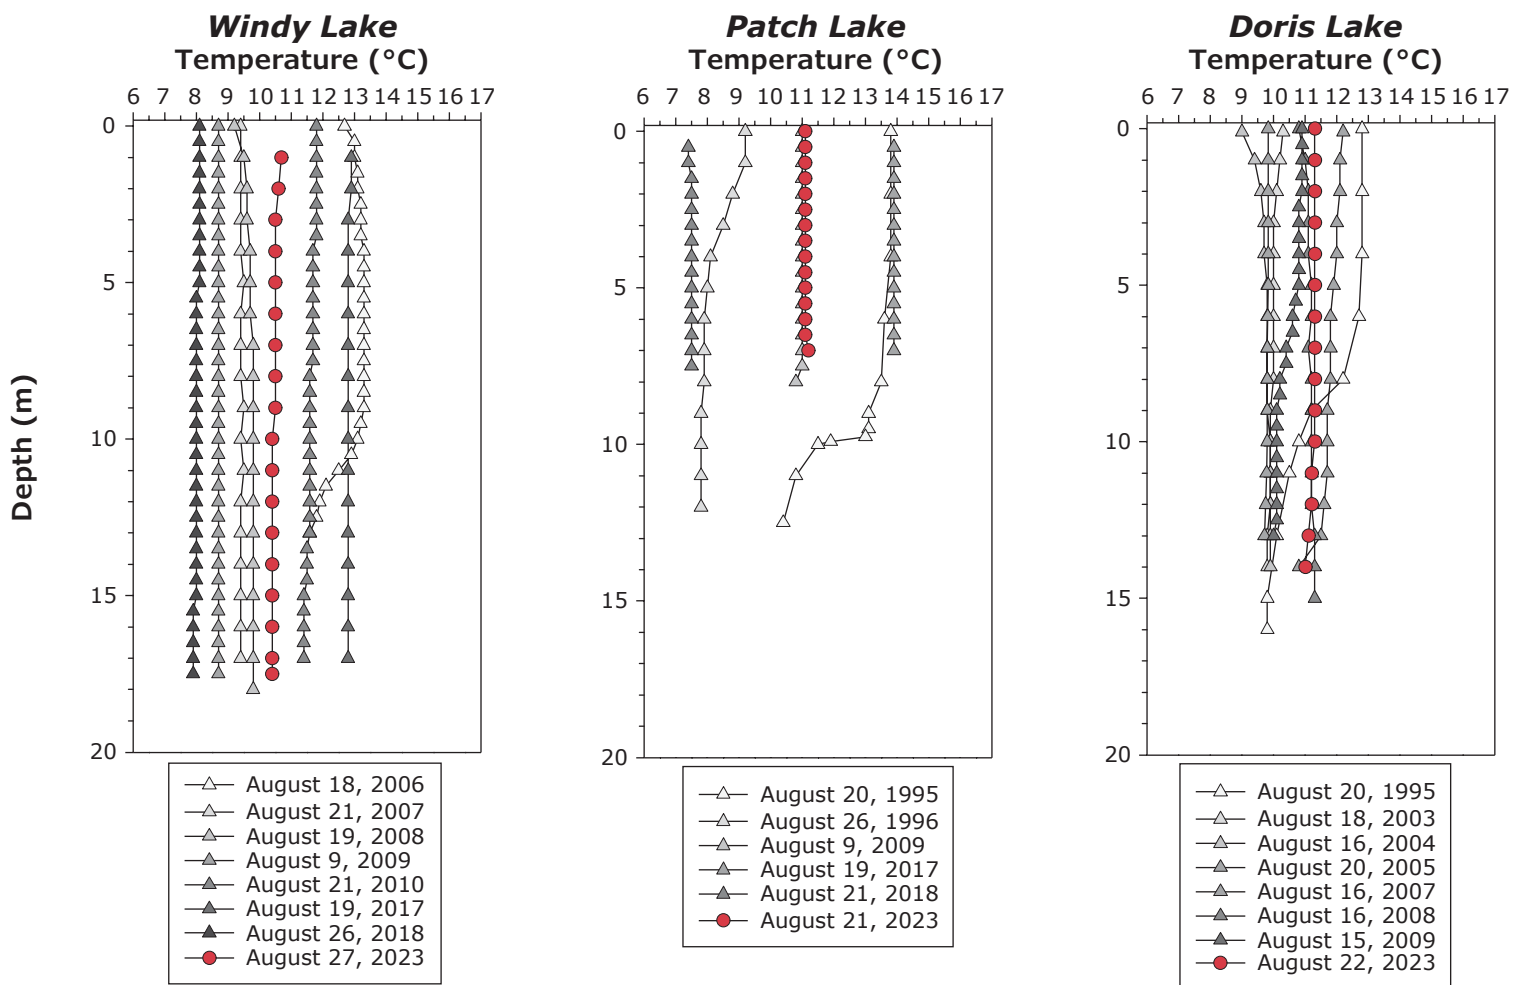 Windy Lake
Temperature (°C)
6 7 8 9 10 11 12 13 14 15 16 17
0
5
10
15
20
Depth (m)
August 18, 2006
August 21, 2007
August 19, 2008
August 9, 2009
August 21, 2010
August 19, 2017
August 26, 2018
August 27, 2023
Patch Lake
Temperature (°C)
6 7 8 9 10 11 12 13 14 15 16 17
0
5
10
15
20
August 20, 1995
August 26, 1996
August 9, 2009
August 19, 2017
August 21, 2018
August 21, 2023
Doris Lake
Temperature (°C)
6 7 8 9 10 11 12 13 14 15 16 17
0
5
10
15
20
August 20, 1995
August 18, 2003
August 16, 2004
August 20, 2005
August 16, 2007
August 16, 2008
August 15, 2009
August 22, 2023